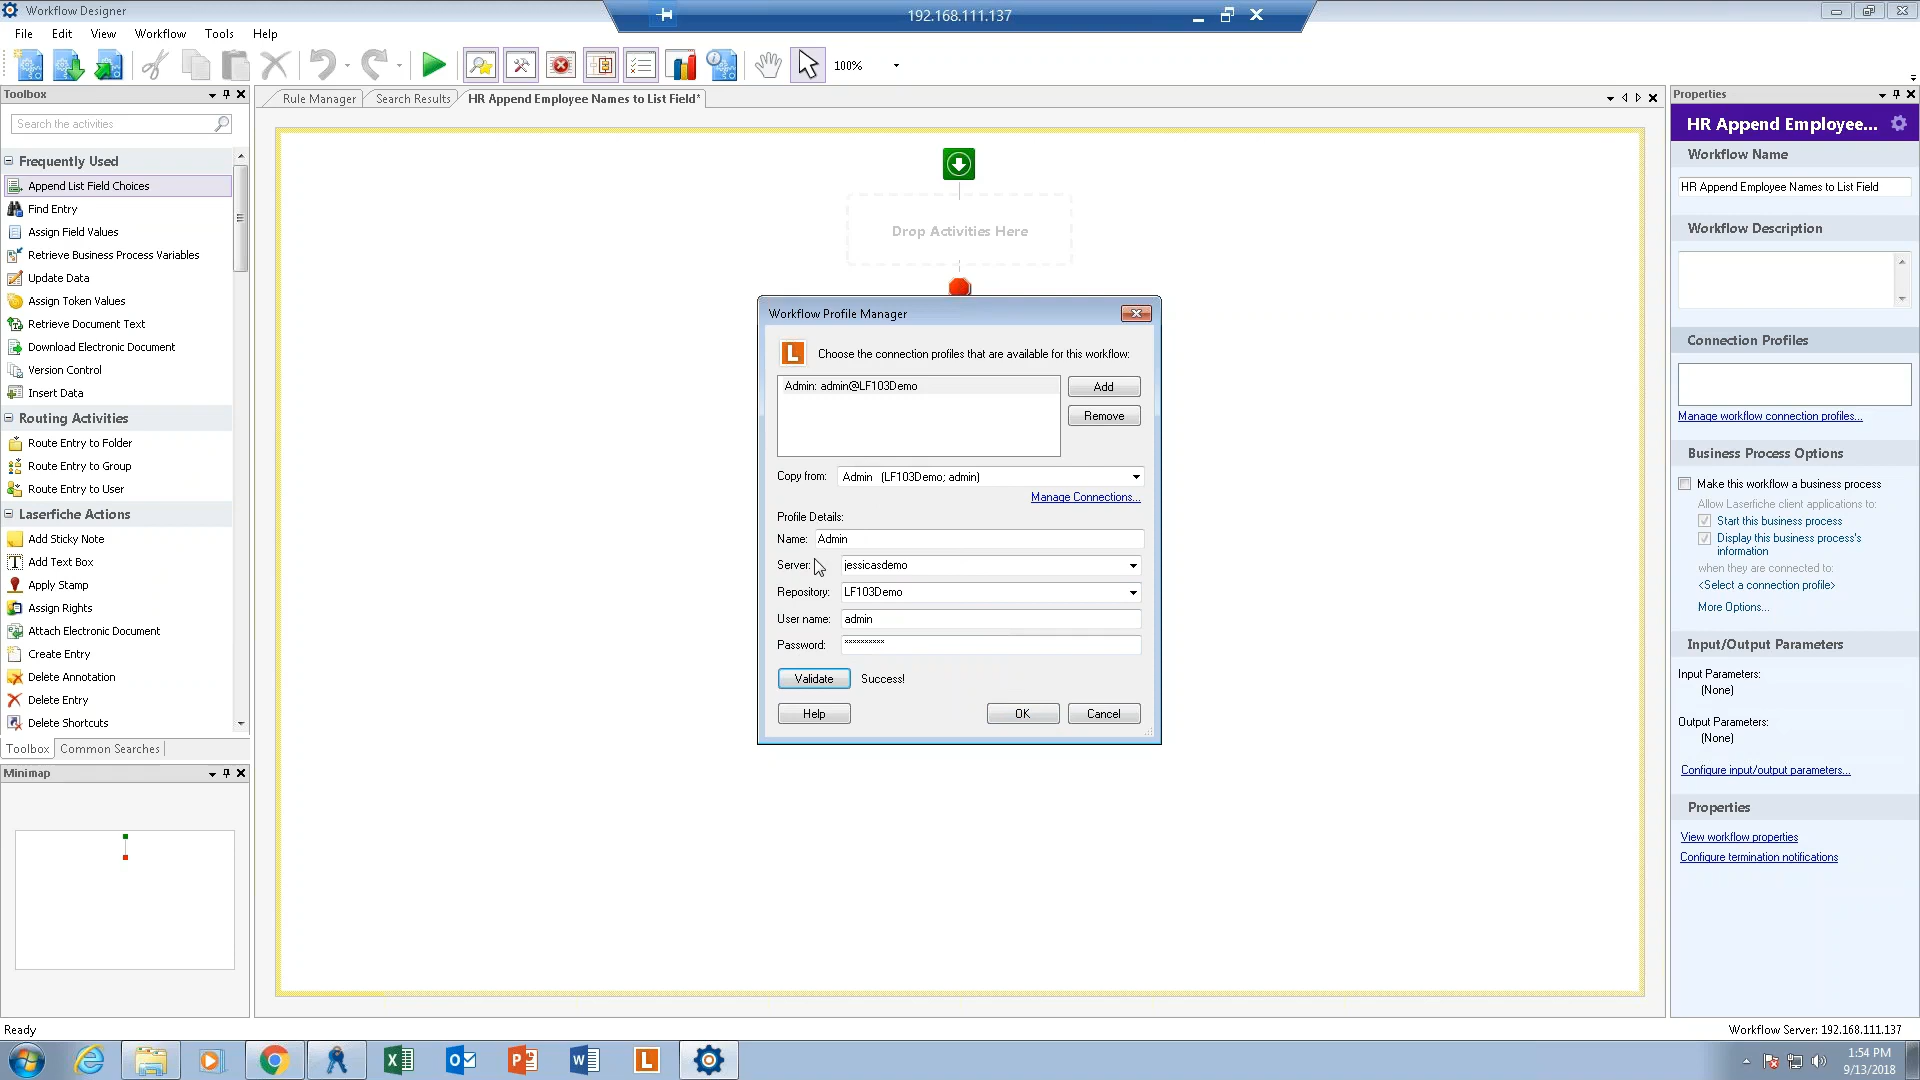 Workflow Designer
192.168.111.137
File Edit View Workflow Tools Help
100%
Toolbox
Search the activities
Frequently Used
Append List Field Choices
Find Entry
Assign Field Values
Retrieve Business Process Variables
Update Data
Assign Token Values
Retrieve Document Text
Download Electronic Document
Version Control
Insert Data
Routing Activities
Route Entry to Folder
Route Entry to Group
Route Entry to User
Laserfiche Actions
Add Sticky Note
Add Text Box
Apply Stamp
Assign Rights
Attach Electronic Document
Create Entry
Delete Annotation
Delete Entry
Delete Shortcuts
Toolbox Common Searches
Minimap
Rule Manager Search Results HR Append Employee Names to List Field*
Drop Activities Here
Workflow Profile Manager
L Choose the connection profiles that are available for this workflow:
Admin: admin@LF103Demo
Add
Remove
Copy from: Admin (LF103Demo; admin)
Manage Connections...
Profile Details:
Name: Admin
Server: jessicasdemo
Repository: LF103Demo
User name: admin
Password: **********
Validate Success!
Help OK Cancel
Properties
HR Append Employee...
Workflow Name
HR Append Employee Names to List Field
Workflow Description
Connection Profiles
Manage workflow connection profiles...
Business Process Options
Make this workflow a business process
Allow Laserfiche client applications to:
Start this business process
Display this business process's
information
when they are connected to:
<Select a connection profile>
More Options...
Input/Output Parameters
Input Parameters:
(None)
Output Parameters:
(None)
Configure input/output parameters...
Properties
View workflow properties
Configure termination notifications
Ready
Workflow Server: 192.168.111.137
1:54 PM
9/13/2018